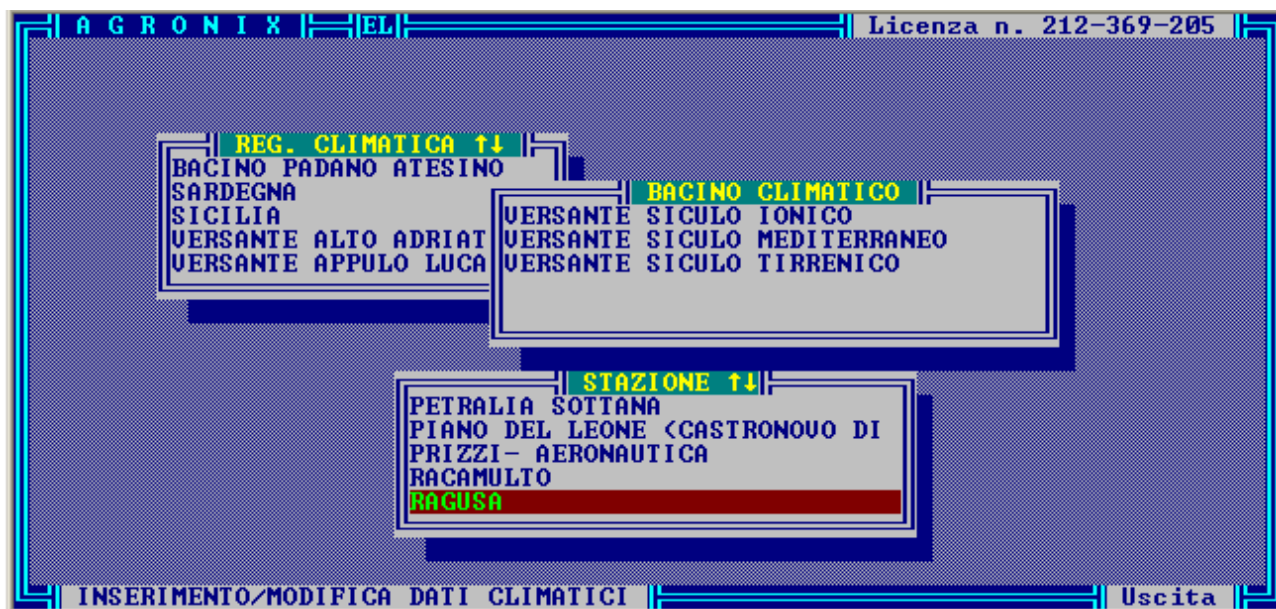 A G R O N I X EL Licenza n. 212-369-205
REG. CLIMATICA ↑↓
BACINO PADANO ATESINO
SARDEGNA
SICILIA
VERSANTE ALTO ADRIAT
VERSANTE APPULO LUCA
BACINO CLIMATICO
VERSANTE SICULO IONICO
VERSANTE SICULO MEDITERRANEO
VERSANTE SICULO TIRRENICO
STAZIONE ↑↓
PETRALIA SOTTANA
PIANO DEL LEONE (CASTRONOVO DI
PRIZZI- AERONAUTICA
RACAMULTO
RAGUSA
INSERIMENTO/MODIFICA DATI CLIMATICI Uscita